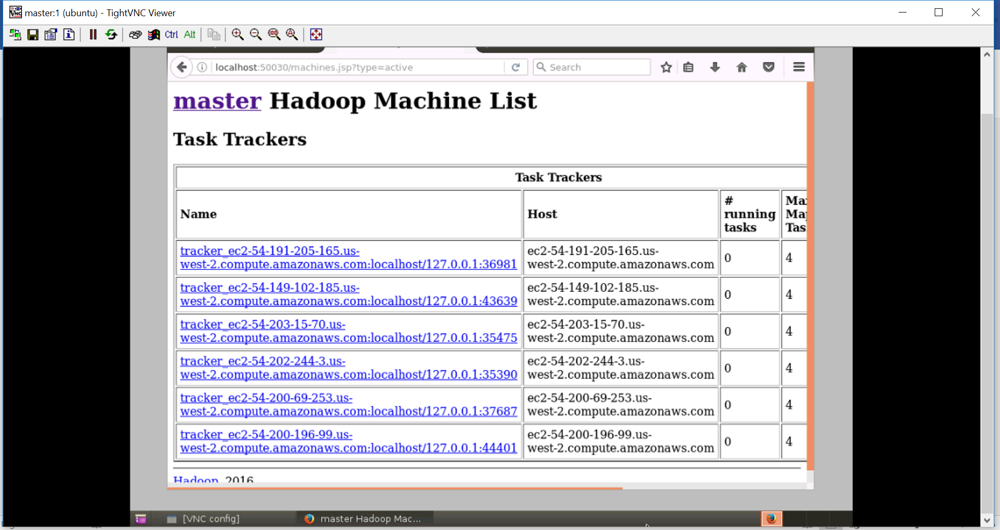 master:1 (ubuntu) - TightVNC Viewer
Ctrl Alt
localhost:50030/machines.jsp?type=active
Search
master Hadoop Machine List
Task Trackers
Task Trackers
Name
Host
#
running
tasks
tracker_ec2-54-191-205-165.us-
west-2.compute.amazonaws.com:localhost/127.0.0.1:36981
ec2-54-191-205-165.us-
west-2.compute.amazonaws.com
0
4
tracker_ec2-54-149-102-185.us-
west-2.compute.amazonaws.com:localhost/127.0.0.1:43639
ec2-54-149-102-185.us-
west-2.compute.amazonaws.com
0
4
tracker_ec2-54-203-15-70.us-
west-2.compute.amazonaws.com:localhost/127.0.0.1:35475
ec2-54-203-15-70.us-
west-2.compute.amazonaws.com
0
4
tracker_ec2-54-202-244-3.us-
west-2.compute.amazonaws.com:localhost/127.0.0.1:35390
ec2-54-202-244-3.us-
west-2.compute.amazonaws.com
0
4
tracker_ec2-54-200-69-253.us-
west-2.compute.amazonaws.com:localhost/127.0.0.1:37687
ec2-54-200-69-253.us-
west-2.compute.amazonaws.com
0
4
tracker_ec2-54-200-196-99.us-
west-2.compute.amazonaws.com:localhost/127.0.0.1:44401
ec2-54-200-196-99.us-
west-2.compute.amazonaws.com
0
4
Hadoop, 2016
[VNC config]
master Hadoop Mac...